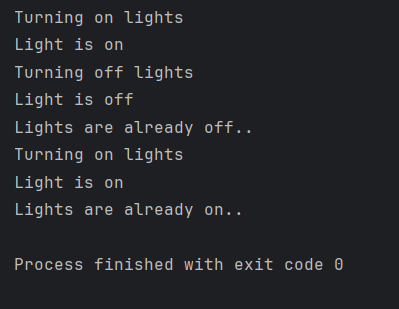 Turning on lights
Light is on
Turning off lights
Light is off
Lights are already off..
Turning on lights
Light is on
Lights are already on..
Process finished with exit code 0